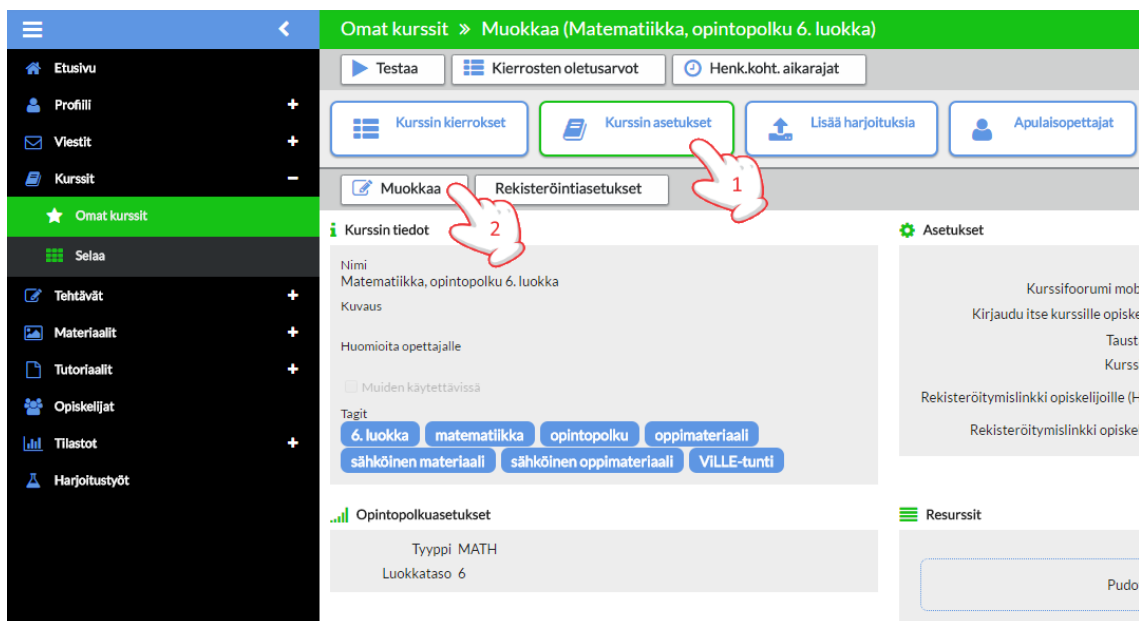 Omat kurssit » Muokkaa (Matematiikka, opintopolku 6. luokka)
Etusivu
Profiili +
Viestit +
Kurssit −
Omat kurssit
Selaa
Tehtävät +
Materiaalit +
Tutoriaalit +
Opiskelijat
Tilastot +
Harjoitustyöt
Testaa Kierrosten oletusarvot Henk.koht. aikarajat
Kurssin kierrokset Kurssin asetukset Lisää harjoituksia Apulaisopettajat
1
Muokkaa Rekisteröintiasetukset
2
Kurssin tiedot
Nimi
Matematiikka, opintopolku 6. luokka
Kuvaus
Huomioita opettajalle
Muiden käytettävissä
Tagit
6. luokka matematiikka opintopolku oppimateriaali
sähköinen materiaali sähköinen oppimateriaali ViLLE-tunti
Opintopolkuasetukset
Tyyppi MATH
Luokkataso 6
Asetukset
Kurssifoorumi mob
Kirjaudu itse kurssille opiske
Taust
Kurss
Rekisteröitymislinkki opiskelijoille (H
Rekisteröitymislinkki opiskel
Resurssit
Pudo